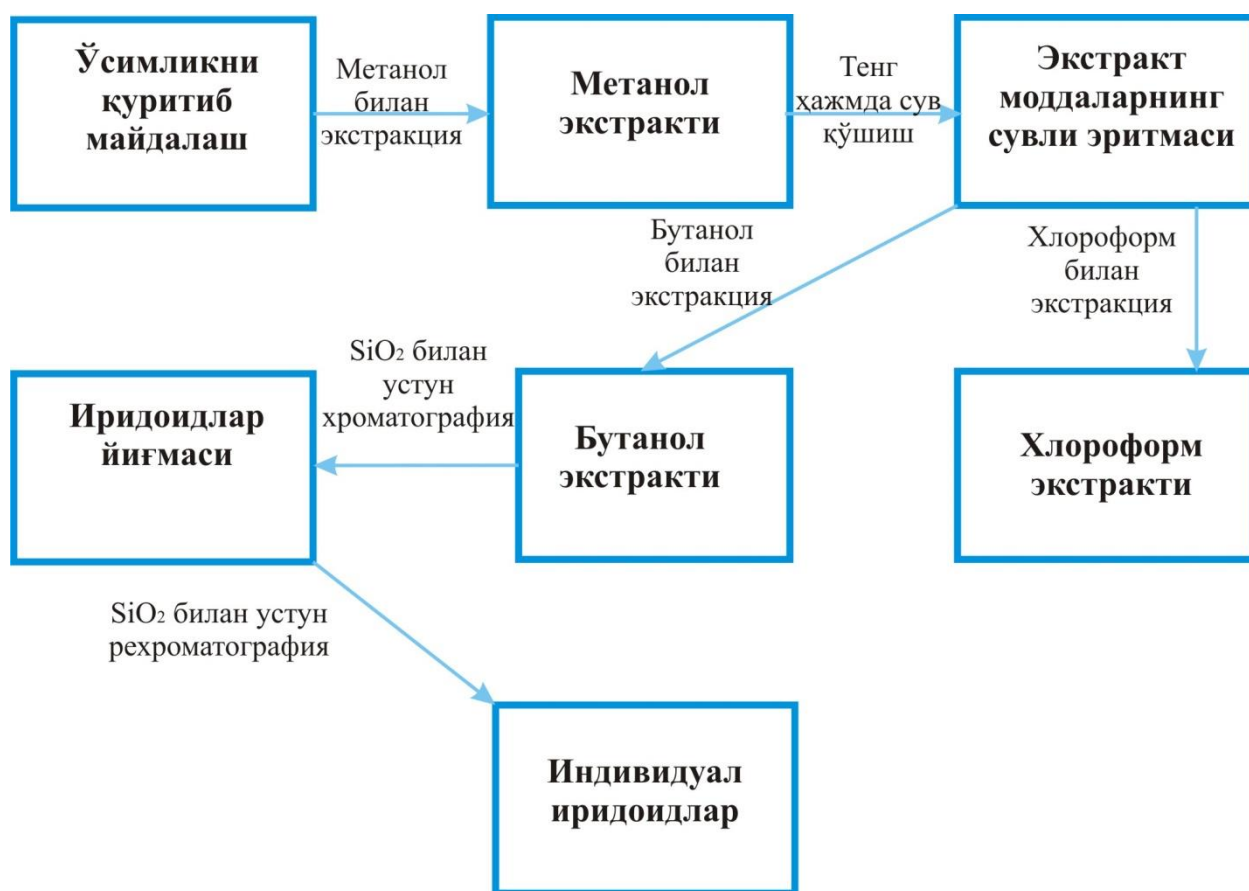 Ўсимликни
қуритиб
майдалаш
Метанол
билан
экстракция
Метанол
экстракти
Тенг
ҳажмда сув
қўшиш
Экстракт
моддаларнинг
сувли эритмаси
Бутанол
билан
экстракция
Хлороформ
билан
экстракция
Иридоидлар
йиғмаси
SiO₂ билан
устун
хроматография
Бутанол
экстракти
Хлороформ
экстракти
SiO₂ билан устун
рехроматография
Индивидуал
иридоидлар